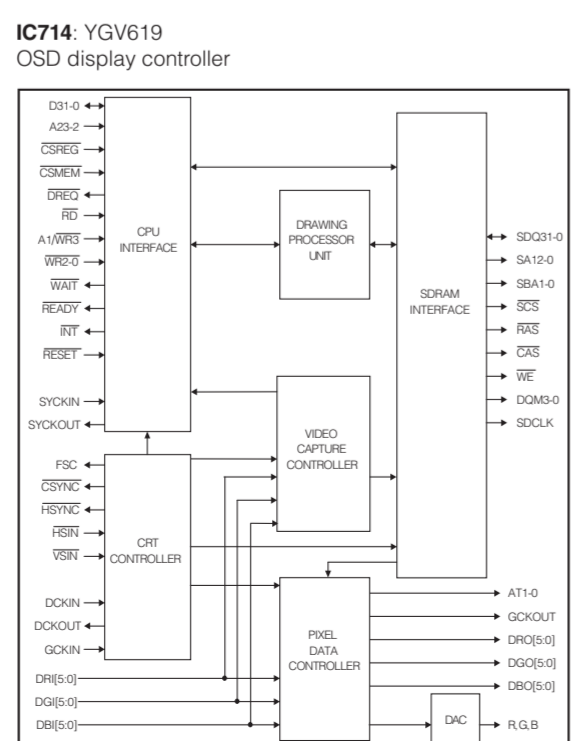 IC714: YGV619
OSD display controller
D31-0
A23-2
CSREG
CSMEM
DREQ
RD
A1/WR3
WR2-0
WAIT
READY
INT
RESET
SYCKIN
SYCKOUT
CPU
INTERFACE
DRAWING
PROCESSOR
UNIT
SDRAM
INTERFACE
SDQ31-0
SA12-0
SBA1-0
SCS
RAS
CAS
WE
DQM3-0
SDCLK
VIDEO
CAPTURE
CONTROLLER
FSC
CSYNC
HSYNC
HSIN
VSIN
DCKIN
DCKOUT
GCKIN
CRT
CONTROLLER
DRI[5:0]
DGI[5:0]
DBI[5:0]
PIXEL
DATA
CONTROLLER
AT1-0
GCKOUT
DRO[5:0]
DGO[5:0]
DBO[5:0]
DAC
R,G,B